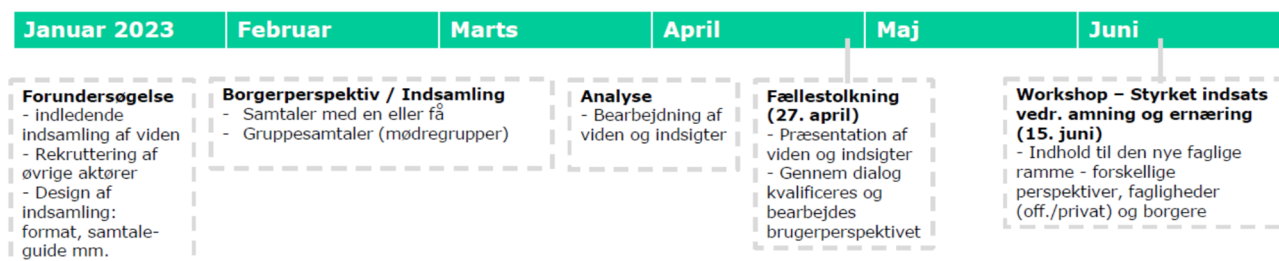 Januar 2023
Februar
Marts
April
Maj
Juni
Forundersøgelse
- indledende
indsamling af viden
- Rekruttering af
øvrige aktører
- Design af
indsamling:
format, samtale-
guide mm.
Borgerperspektiv / Indsamling
- Samtaler med en eller få
- Gruppesamtaler (mødregrupper)
Analyse
- Bearbejdning af
viden og indsigter
Fællestolkning
(27. april)
- Præsentation af
viden og indsigter
- Gennem dialog
kvalificeres og
bearbejdes
brugerperspektivet
Workshop – Styrket indsats
vedr. amning og ernæring
(15. juni)
- Indhold til den nye faglige
ramme - forskellige
perspektiver, fagligheder
(off./privat) og borgere